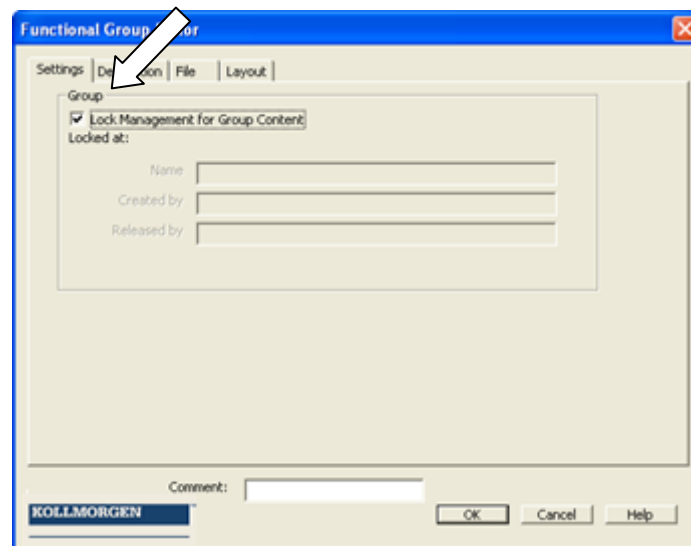 Functional Group
Settings
File
Layout
Group
Lock Management for Group Content
Locked at:
Name
Created by
Released by
Comment:
KOLLMORGEN
OK
Cancel
Help